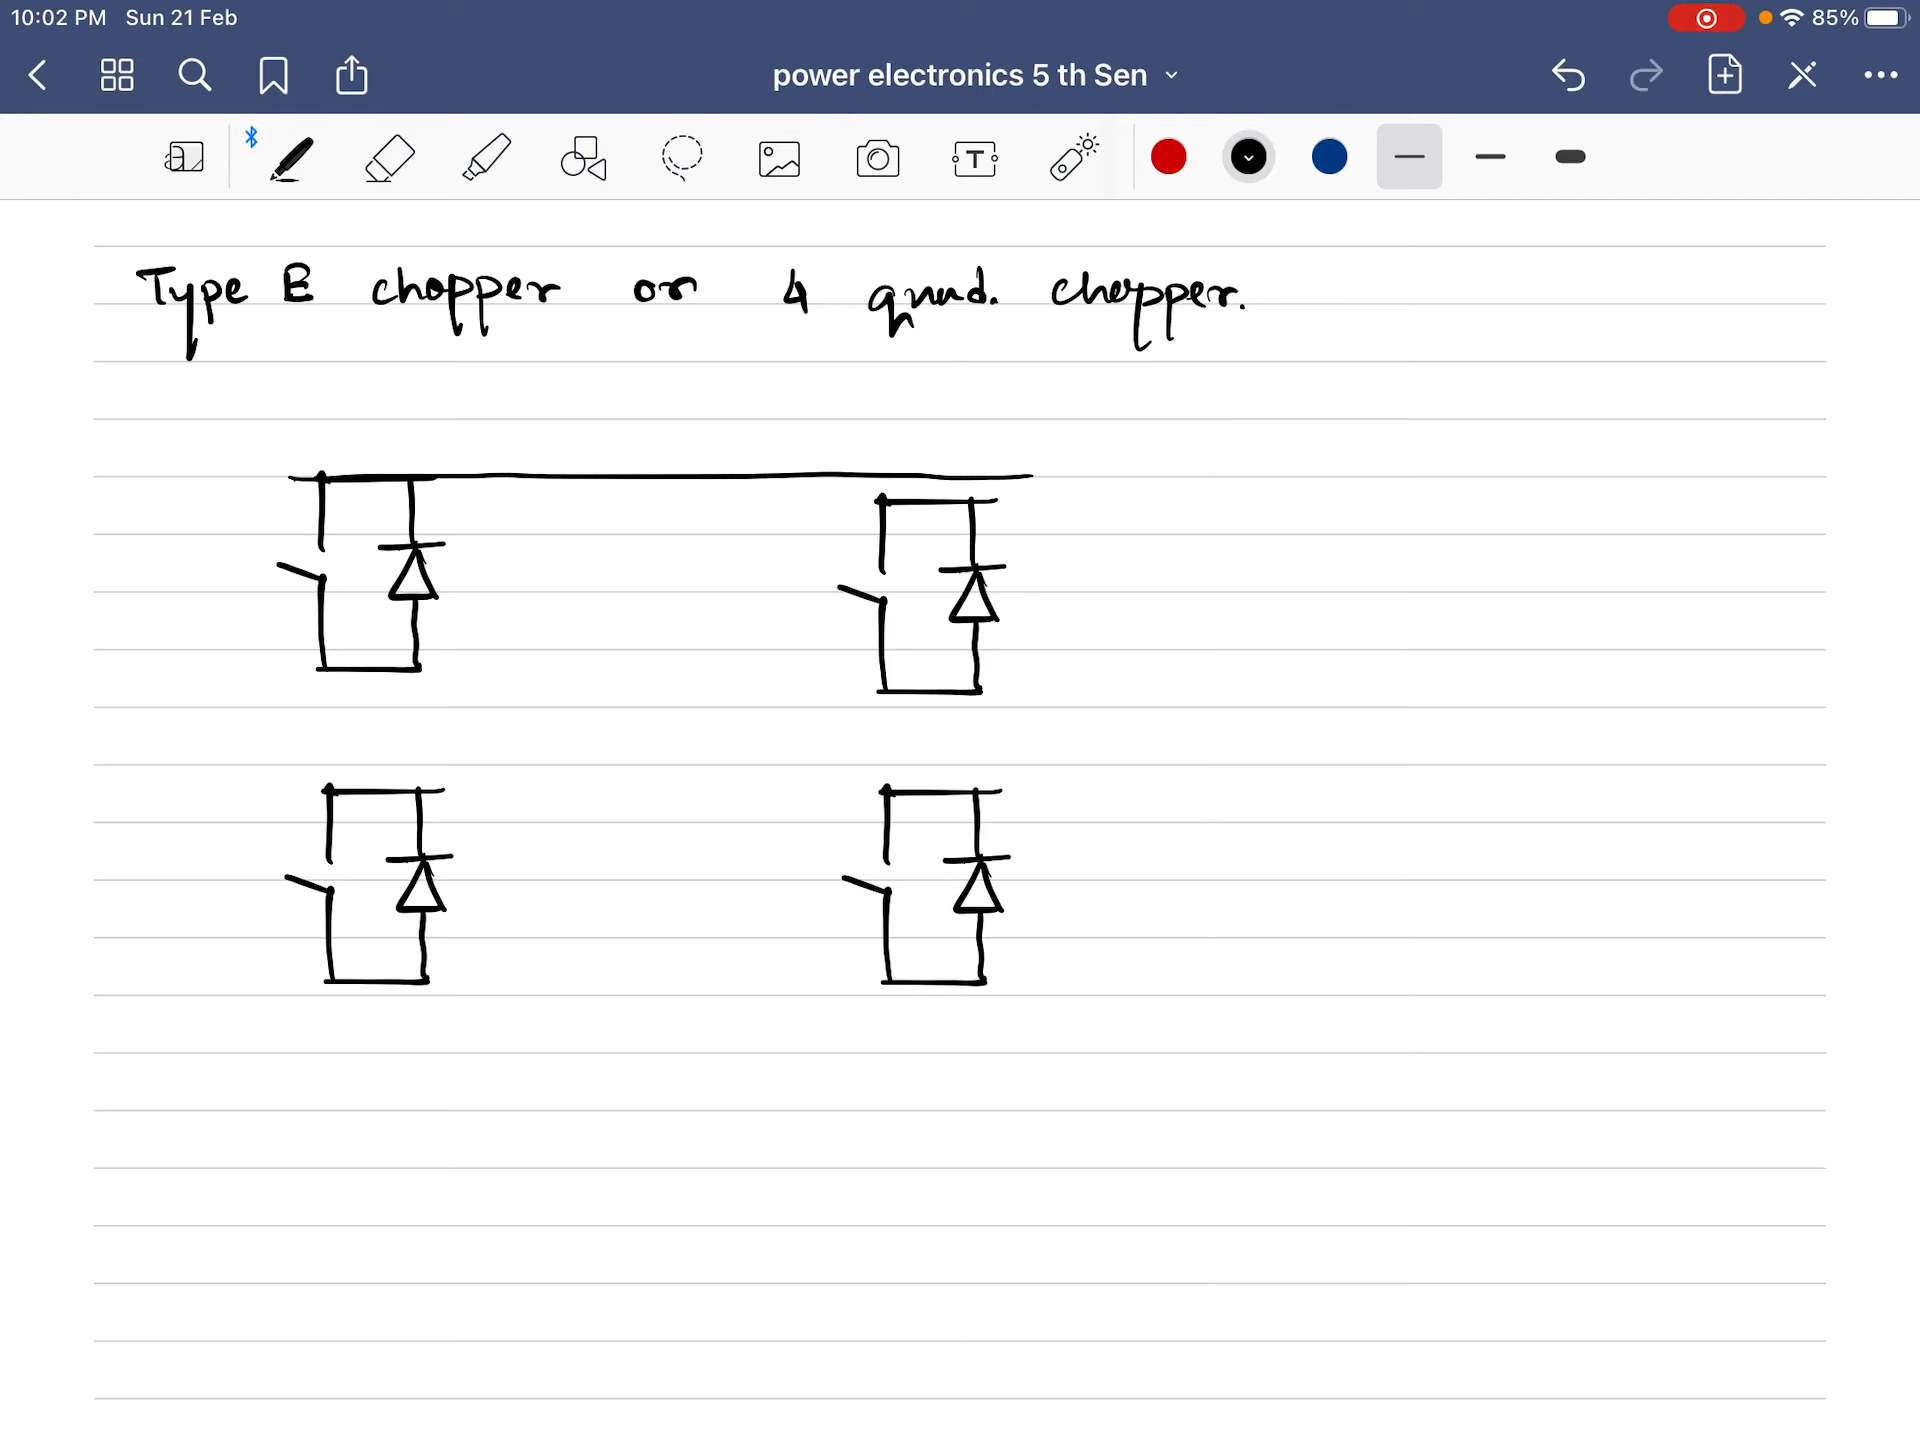 10:02 PM Sun 21 Feb
85%
power electronics 5 th Sen
T
Type E chopper or 4 quad. chopper.